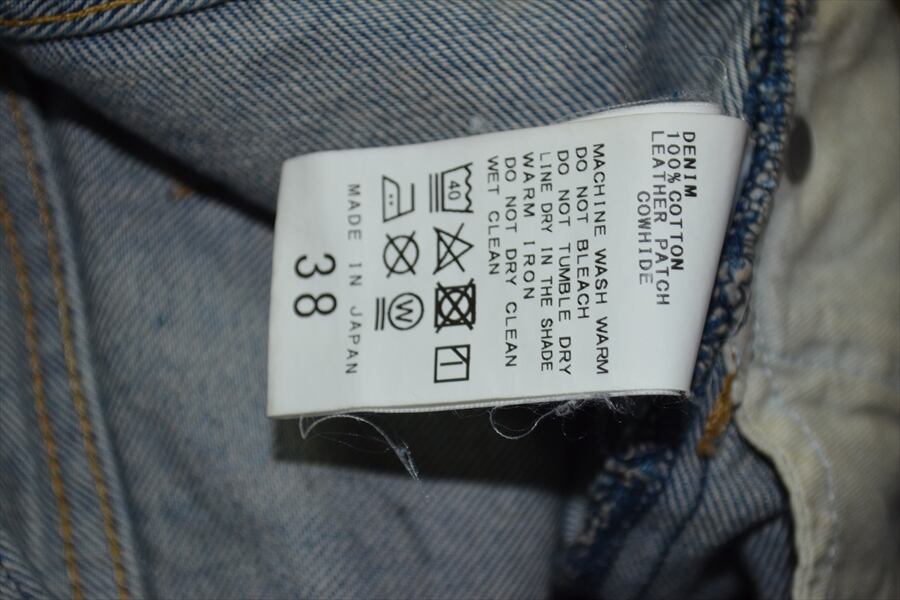 DENIM
100%COTTON
LEATHER PATCH
COWHIDE
MACHINE WASH WARM
DO NOT BLEACH
DO NOT TUMBLE DRY
LINE DRY IN THE SHADE
WARM IRON
DO NOT DRY CLEAN
WET CLEAN
40
W
MADE IN JAPAN
38